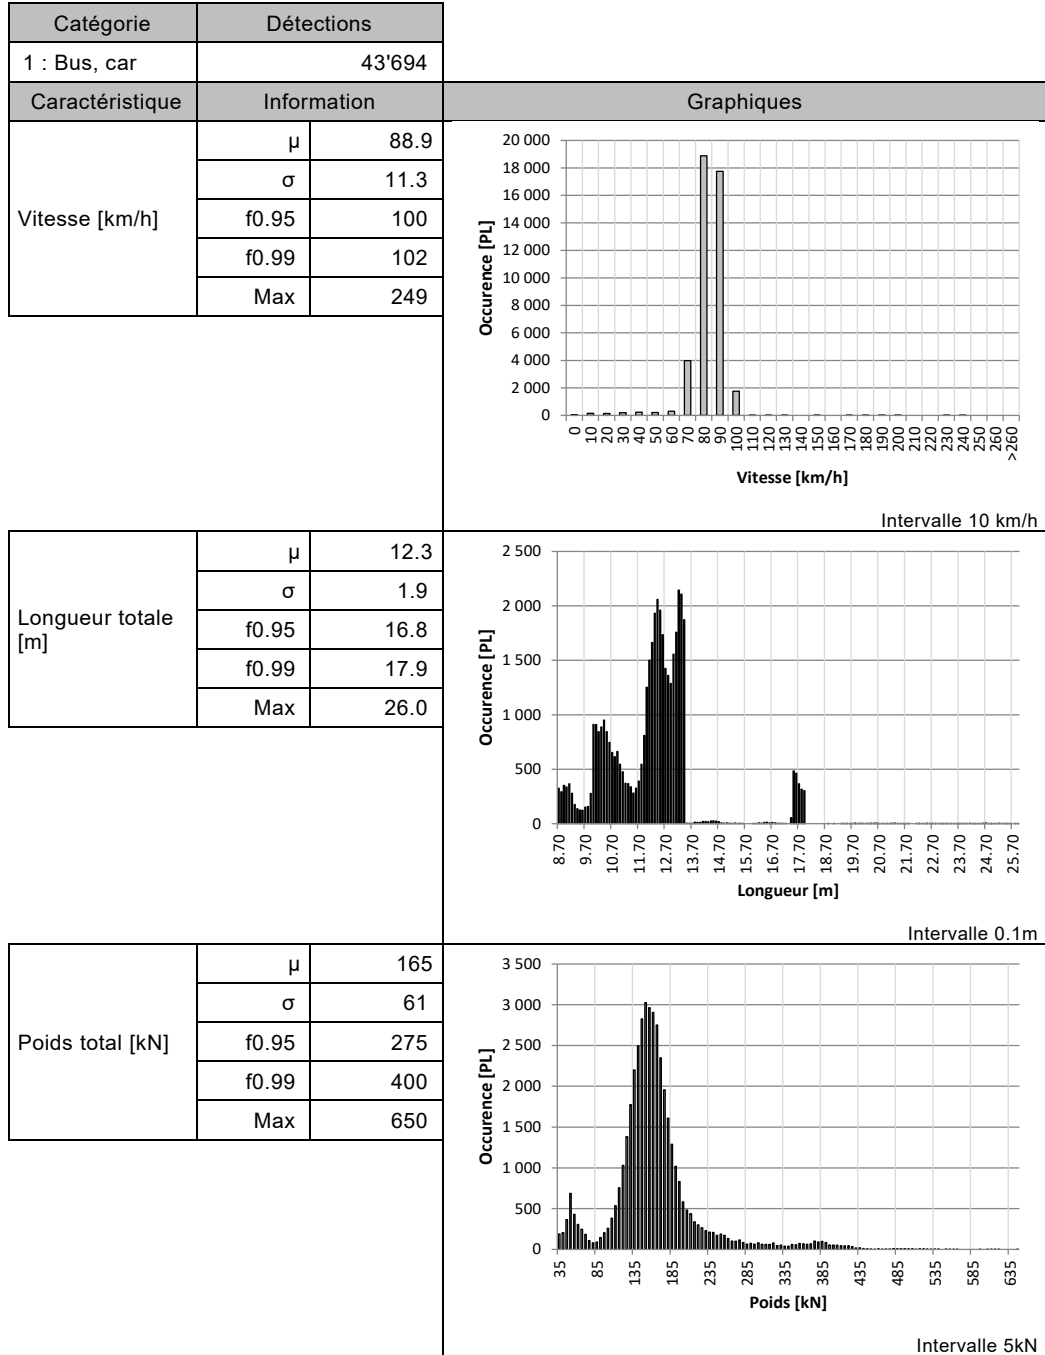 Catégorie Détections
1 : Bus, car 43'694
Caractéristique Information Graphiques
Vitesse [km/h]
μ 88.9
σ 11.3
f0.95 100
f0.99 102
Max 249
20 000
18 000
16 000
14 000
12 000
10 000
8 000
6 000
4 000
2 000
0
Occurence [PL]
0 10 20 30 40 50 60 70 80 90 100 110 120 130 140 150 160 170 180 190 200 210 220 230 240 250 260 >260
Vitesse [km/h]
Intervalle 10 km/h
Longueur totale
[m]
μ 12.3
σ 1.9
f0.95 16.8
f0.99 17.9
Max 26.0
2 500
2 000
1 500
1 000
500
0
Occurence [PL]
8.70 9.70 10.70 11.70 12.70 13.70 14.70 15.70 16.70 17.70 18.70 19.70 20.70 21.70 22.70 23.70 24.70 25.70
Longueur [m]
Intervalle 0.1m
Poids total [kN]
μ 165
σ 61
f0.95 275
f0.99 400
Max 650
3 500
3 000
2 500
2 000
1 500
1 000
500
0
Occurence [PL]
35 85 135 185 235 285 335 385 435 485 535 585 635
Poids [kN]
Intervalle 5kN